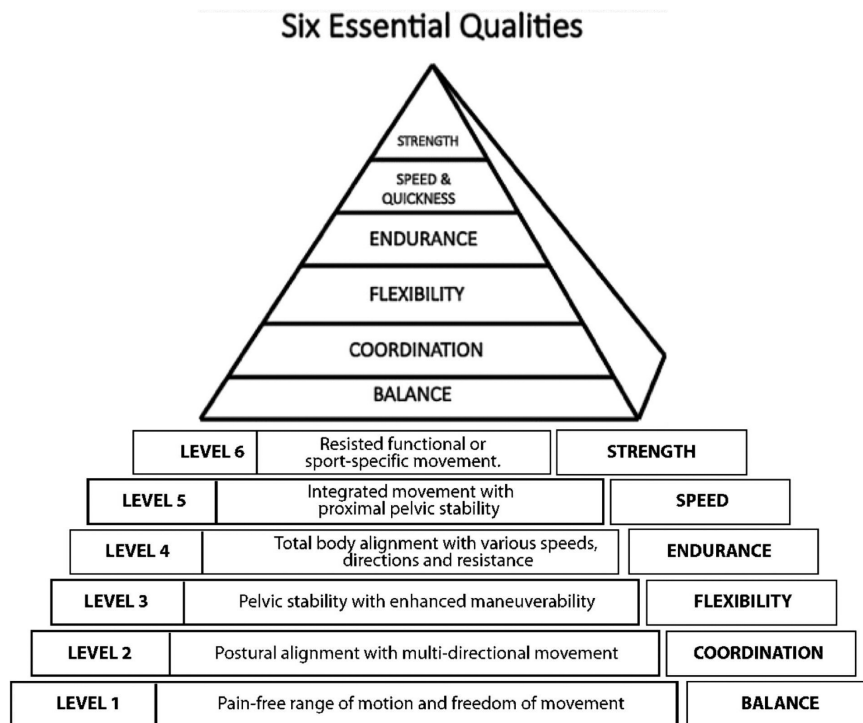 Six Essential Qualities
STRENGTH
SPEED &
QUICKNESS
ENDURANCE
FLEXIBILITY
COORDINATION
BALANCE
LEVEL 6 Resisted functional or STRENGTH
sport-specific movement.
LEVEL 5 Integrated movement with SPEED
proximal pelvic stability
LEVEL 4 Total body alignment with various speeds, ENDURANCE
directions and resistance
LEVEL 3 Pelvic stability with enhanced maneuverability FLEXIBILITY
LEVEL 2 Postural alignment with multi-directional movement COORDINATION
LEVEL 1 Pain-free range of motion and freedom of movement BALANCE